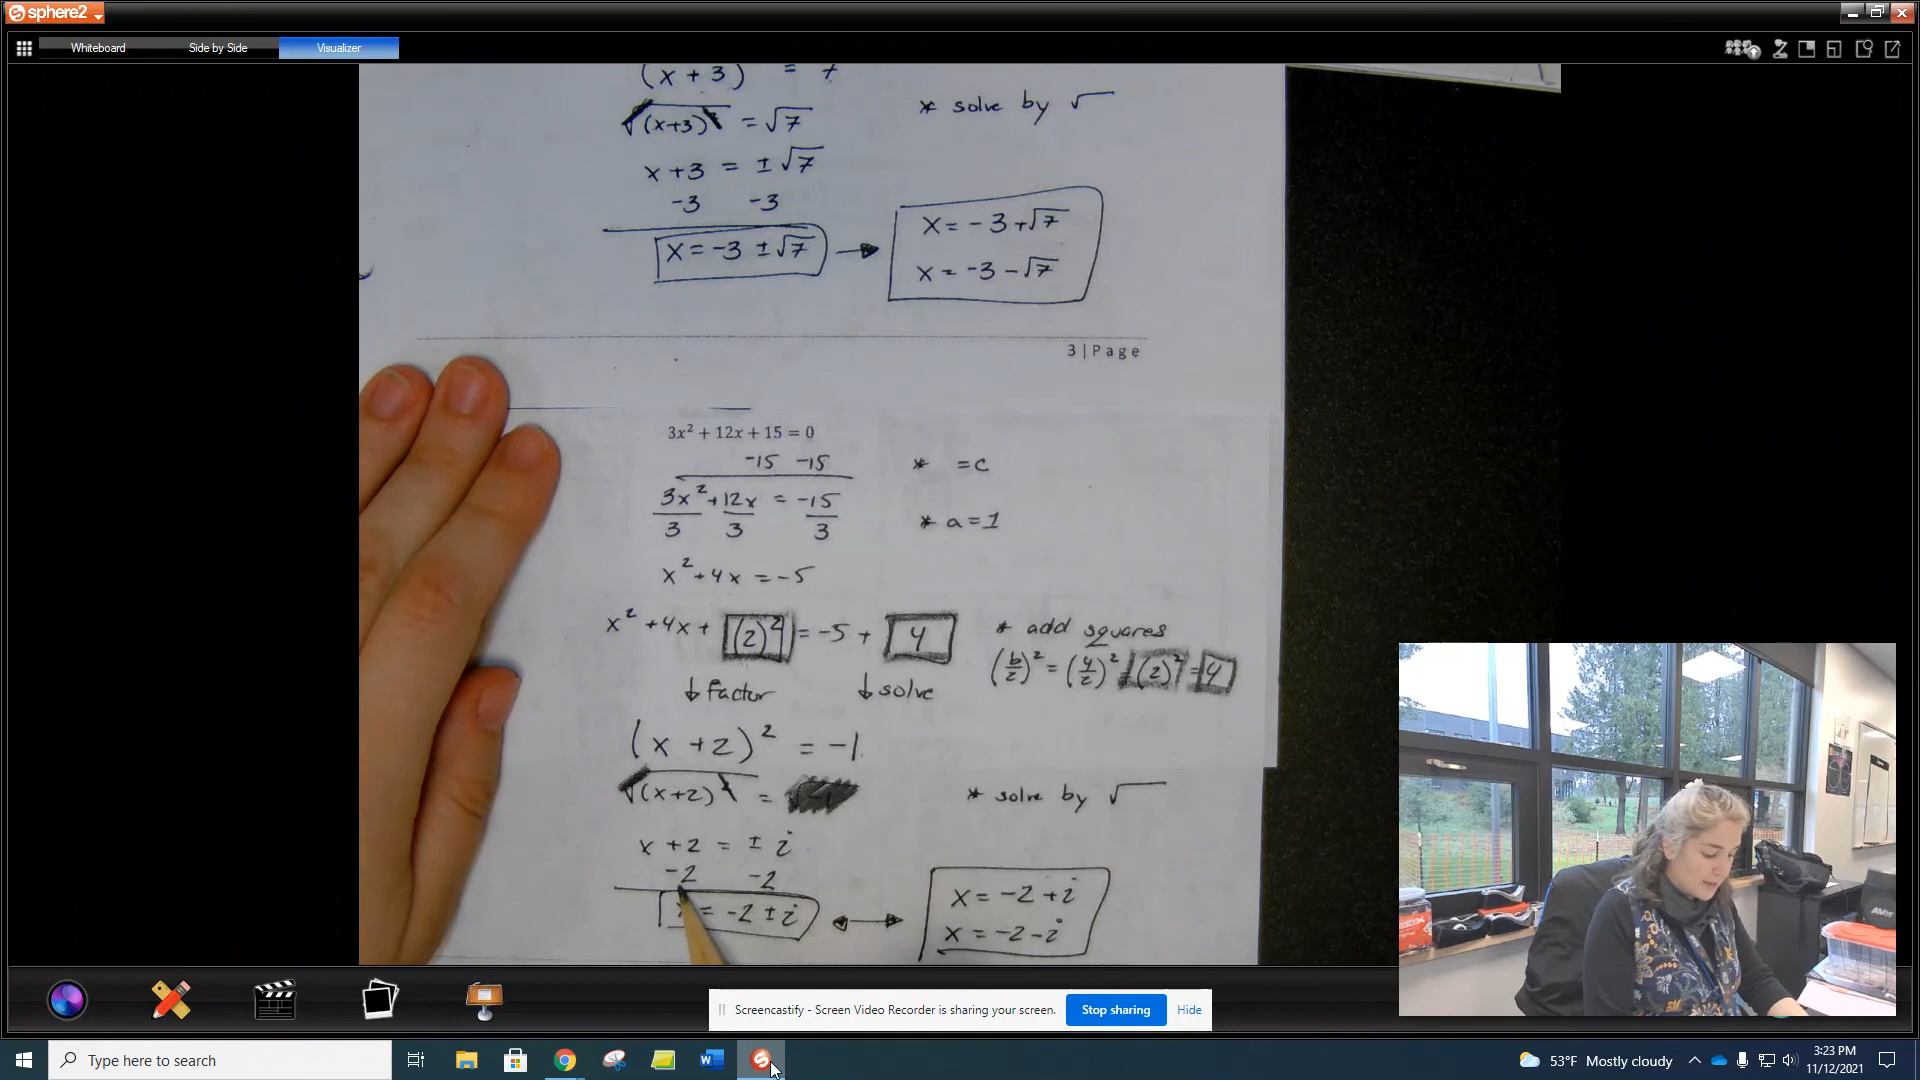 sphere2
Whiteboard Side by Side Visualizer
(x + 3) = 7
√(x+3) = √7 * solve by √
x + 3 = ± √7
-3 -3
x = -3 ± √7
x = -3 + √7
x = -3 - √7
3 | Page
3x² + 12x + 15 = 0
-15 -15 * = c
3x² + 12x = -15
3 3 3 * a = 1
x² + 4x = -5
x² + 4x + (2)² = -5 + 4 * add squares
(b/2)² = (4/2)² = (2)² = 4
↓ factor ↓ solve
(x + 2)² = -1
√(x+2) = * solve by √
x + 2 = ± i
-2 -2
= -2 ± i
x = -2 + i
x = -2 - i
Screencastify - Screen Video Recorder is sharing your screen. Stop sharing Hide
Type here to search
53°F Mostly cloudy
3:23 PM
11/12/2021